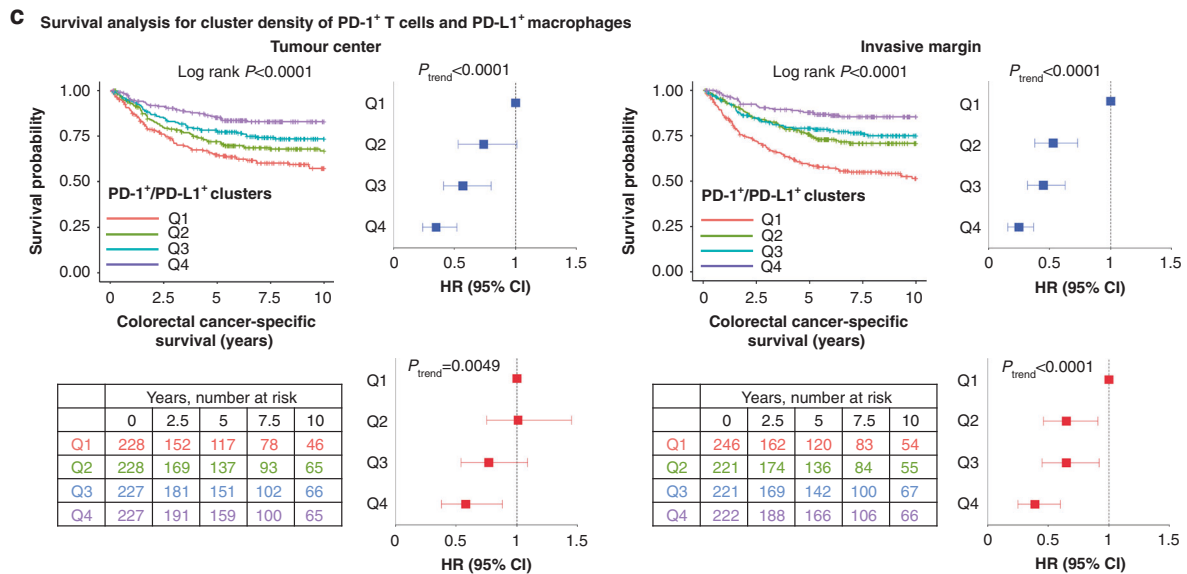 c Survival analysis for cluster density of PD-1⁺ T cells and PD-L1⁺ macrophages
Tumour center
Log rank P<0.0001
Survival probability
1.00
0.75
0.50
0.25
0.00
PD-1⁺/PD-L1⁺ clusters
Q1
Q2
Q3
Q4
0 2.5 5 7.5 10
Colorectal cancer-specific
survival (years)
P trend<0.0001
Q1
Q2
Q3
Q4
0 0.5 1 1.5
HR (95% CI)
Years, number at risk
0 2.5 5 7.5 10
Q1 228 152 117 78 46
Q2 228 169 137 93 65
Q3 227 181 151 102 66
Q4 227 191 159 100 65
P trend=0.0049
Q1
Q2
Q3
Q4
0 0.5 1 1.5
HR (95% CI)
Invasive margin
Log rank P<0.0001
Survival probability
1.00
0.75
0.50
0.25
0.00
PD-1⁺/PD-L1⁺ clusters
Q1
Q2
Q3
Q4
0 2.5 5 7.5 10
Colorectal cancer-specific
survival (years)
P trend<0.0001
Q1
Q2
Q3
Q4
0 0.5 1 1.5
HR (95% CI)
Years, number at risk
0 2.5 5 7.5 10
Q1 246 162 120 83 54
Q2 221 174 136 84 55
Q3 221 169 142 100 67
Q4 222 188 166 106 66
P trend<0.0001
Q1
Q2
Q3
Q4
0 0.5 1 1.5
HR (95% CI)